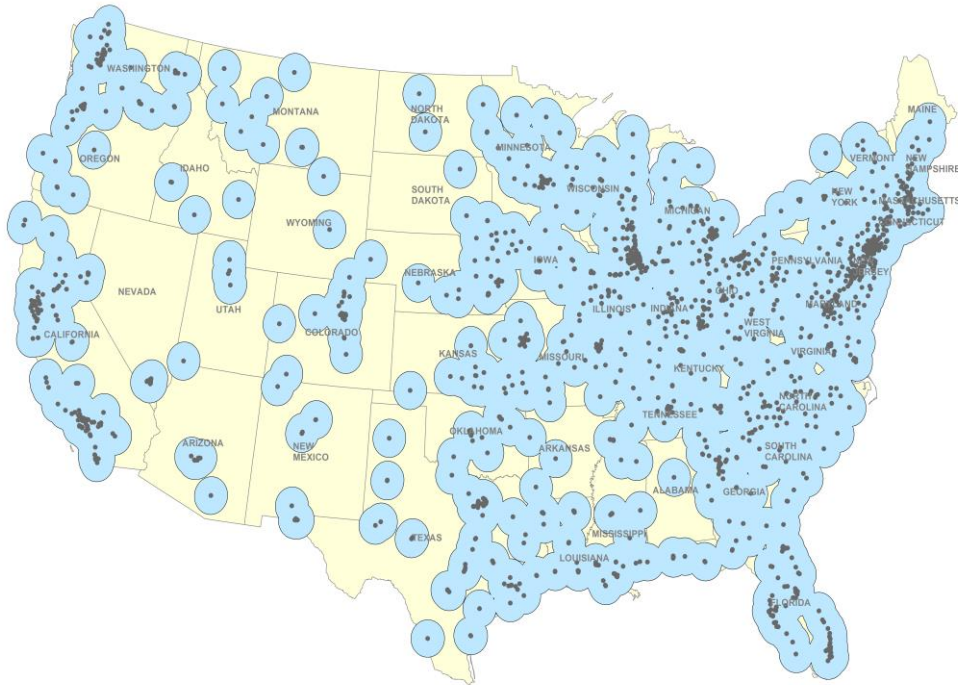 WASHINGTON
MONTANA
NORTH
DAKOTA
MAINE
MINNESOTA
VERMONT
NEW
HAMPSHIRE
OREGON
IDAHO
SOUTH
DAKOTA
WISCONSIN
MICHIGAN
NEW
YORK
MASSACHUSETTS
CONNECTICUT
WYOMING
NEBRASKA
IOWA
PENNSYLVANIA
JERSEY
NEVADA
UTAH
ILLINOIS
INDIANA
OHIO
MARYLAND
CALIFORNIA
COLORADO
KANSAS
MISSOURI
WEST
VIRGINIA
VIRGINIA
KENTUCKY
NORTH
CAROLINA
TENNESSEE
ARIZONA
NEW
MEXICO
OKLAHOMA
ARKANSAS
SOUTH
CAROLINA
ALABAMA
GEORGIA
TEXAS
MISSISSIPPI
LOUISIANA
FLORIDA